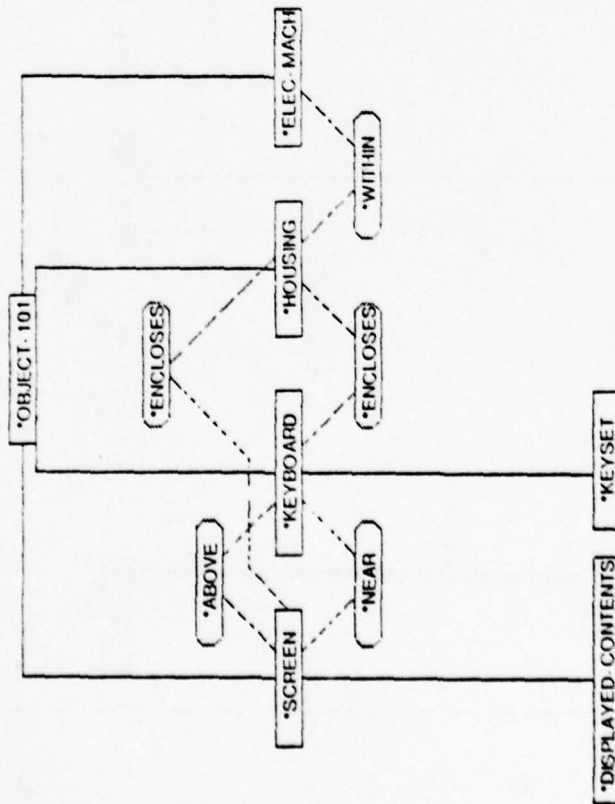 *OBJECT-101
*ENCLOSES
*ABOVE
*SCREEN
*KEYBOARD
*HOUSING
*ELEC-MACH
*NEAR
*ENCLOSES
*WITHIN
*DISPLAYED-CONTENTS
*KEYSET